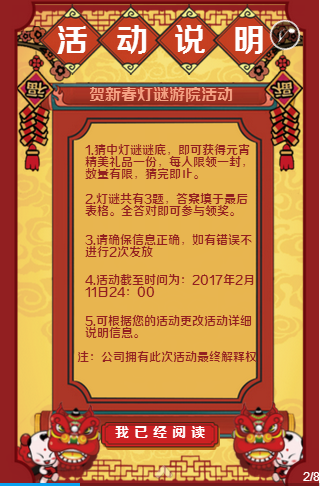 活动说明
福
福
贺新春灯谜游院活动
1.猜中灯谜谜底，即可获得元宵
精美礼品一份，每人限领一封，
数量有限，猜完即止。
2.灯谜共有3题，答案填于最后
表格。全答对即可参与领奖。
3.请确保信息正确，如有错误不
进行2次发放
4.活动截至时间为：2017年2月
11日24：00
5.可根据您的活动更改活动详细
说明信息。
注：公司拥有此次活动最终解释权
我已经阅读
2/8